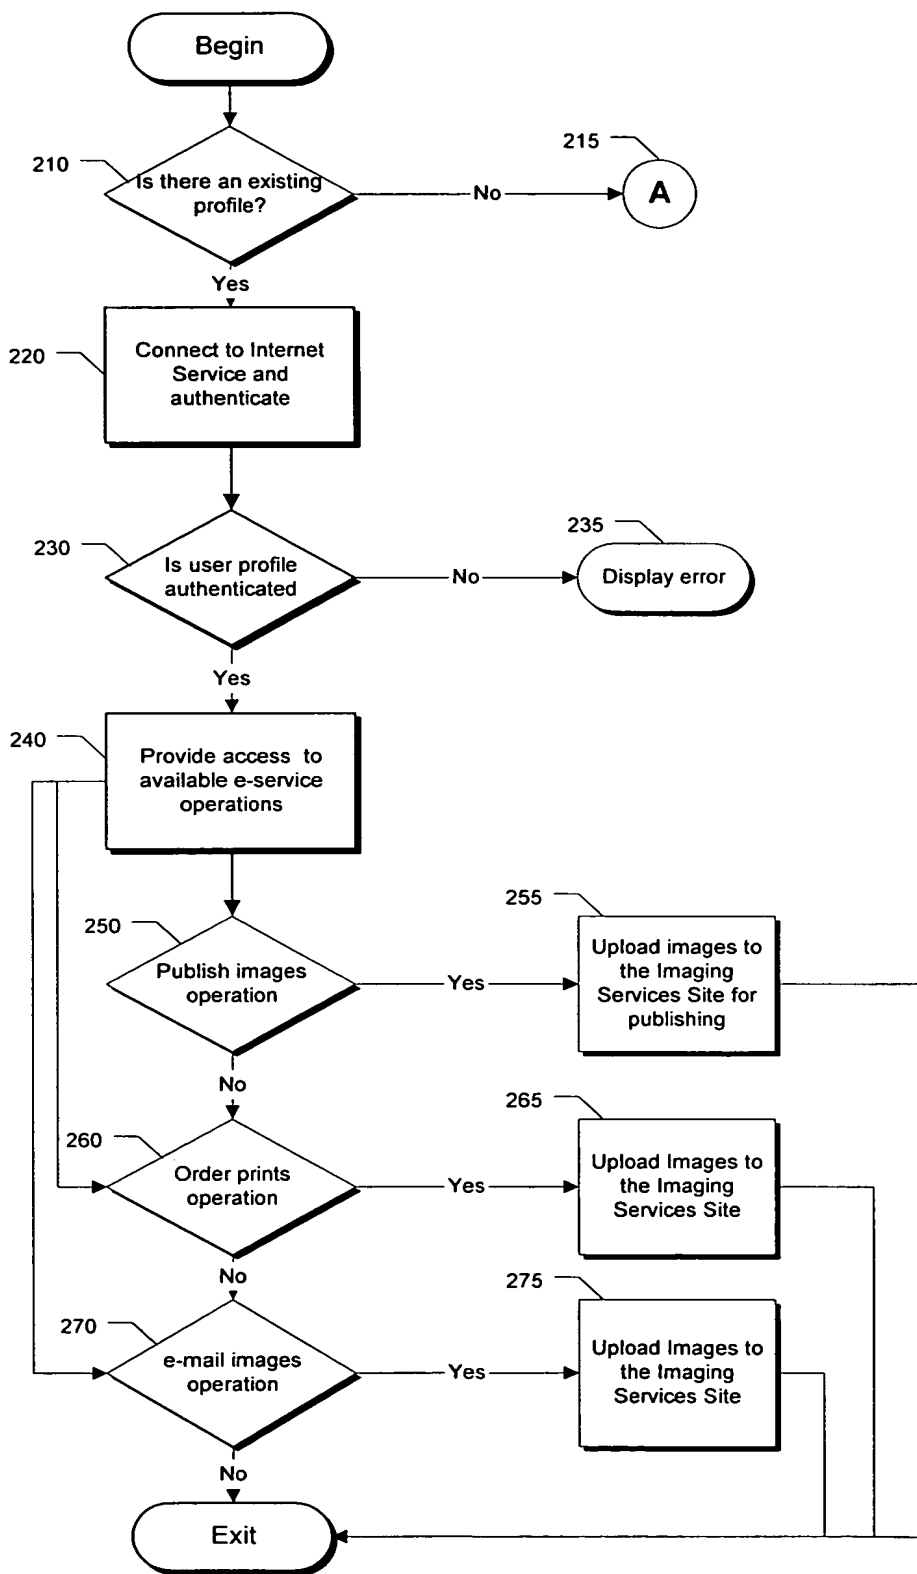 Begin
210
Is there an existing
profile?
No
215
A
Yes
220
Connect to Internet
Service and
authenticate
230
Is user profile
authenticated
No
235
Display error
Yes
240
Provide access to
available e-service
operations
250
Publish images
operation
Yes
255
Upload images to
the Imaging
Services Site for
publishing
No
260
Order prints
operation
Yes
265
Upload Images to
the Imaging
Services Site
No
270
e-mail images
operation
Yes
275
Upload Images to
the Imaging
Services Site
No
Exit